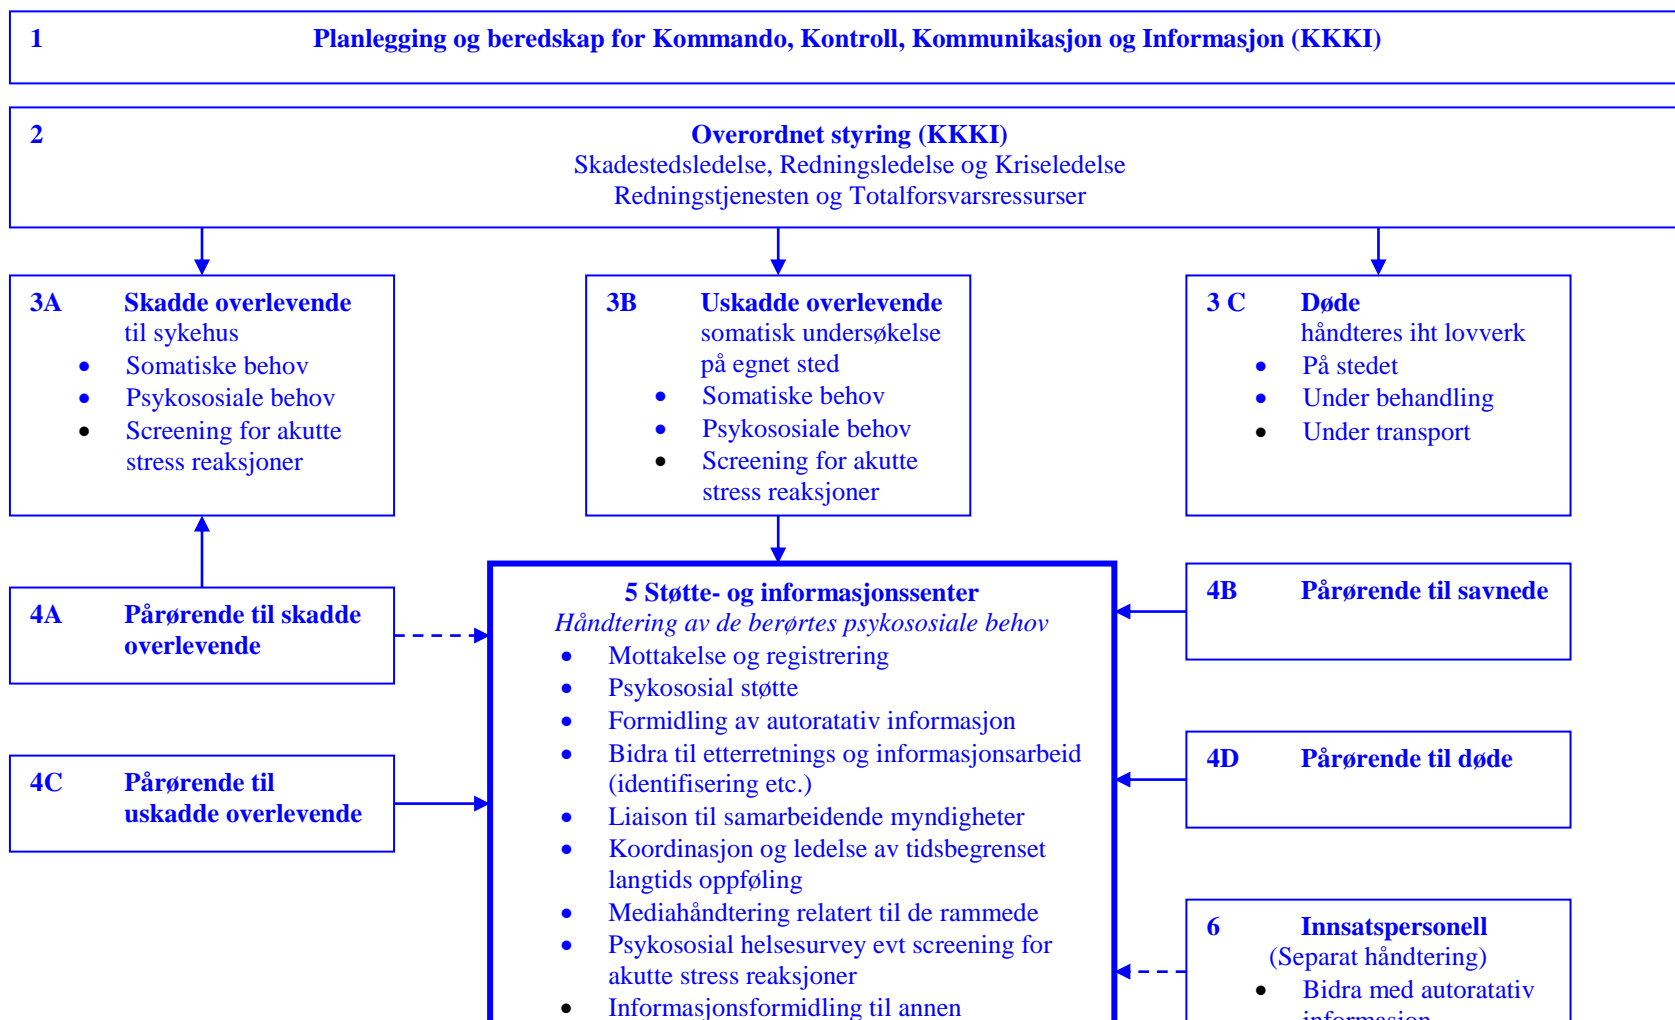 1 Planlegging og beredskap for Kommando, Kontroll, Kommunikasjon og Informasjon (KKKI)
2 Overordnet styring (KKKI)
Skadestedsledelse, Redningsledelse og Kriseledelse
Redningstjenesten og Totalforsvarsressurser
3A Skadde overlevende
til sykehus
• Somatiske behov
• Psykososiale behov
• Screening for akutte
stress reaksjoner
3B Uskadde overlevende
somatisk undersøkelse
på egnet sted
• Somatiske behov
• Psykososiale behov
• Screening for akutte
stress reaksjoner
3 C Døde
håndteres iht lovverk
• På stedet
• Under behandling
• Under transport
4A Pårørende til skadde
overlevende
4C Pårørende til
uskadde overlevende
5 Støtte- og informasjonssenter
Håndtering av de berørtes psykososiale behov
• Mottakelse og registrering
• Psykososial støtte
• Formidling av autoratativ informasjon
• Bidra til etterretnings og informasjonsarbeid
(identifisering etc.)
• Liaison til samarbeidende myndigheter
• Koordinasjon og ledelse av tidsbegrenset
langtids oppføling
• Mediahåndtering relatert til de rammede
• Psykososial helsesurvey evt screening for
akutte stress reaksjoner
• Informasjonsformidling til annen
4B Pårørende til savnede
4D Pårørende til døde
6 Innsatspersonell
(Separat håndtering)
• Bidra med autoratativ
informasjon